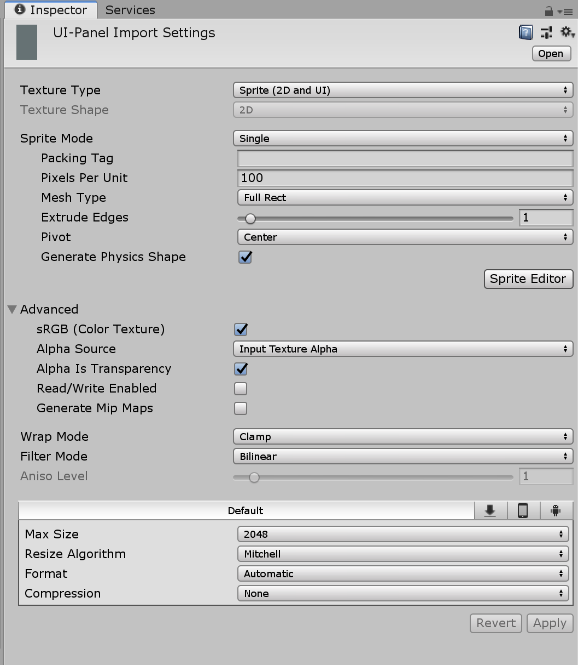 Inspector Services
UI-Panel Import Settings
Open
Texture Type Sprite (2D and UI)
Texture Shape 2D
Sprite Mode Single
Packing Tag
Pixels Per Unit 100
Mesh Type Full Rect
Extrude Edges 1
Pivot Center
Generate Physics Shape
Sprite Editor
Advanced
sRGB (Color Texture)
Alpha Source Input Texture Alpha
Alpha Is Transparency
Read/Write Enabled
Generate Mip Maps
Wrap Mode Clamp
Filter Mode Bilinear
Aniso Level 1
Default
Max Size 2048
Resize Algorithm Mitchell
Format Automatic
Compression None
Revert Apply